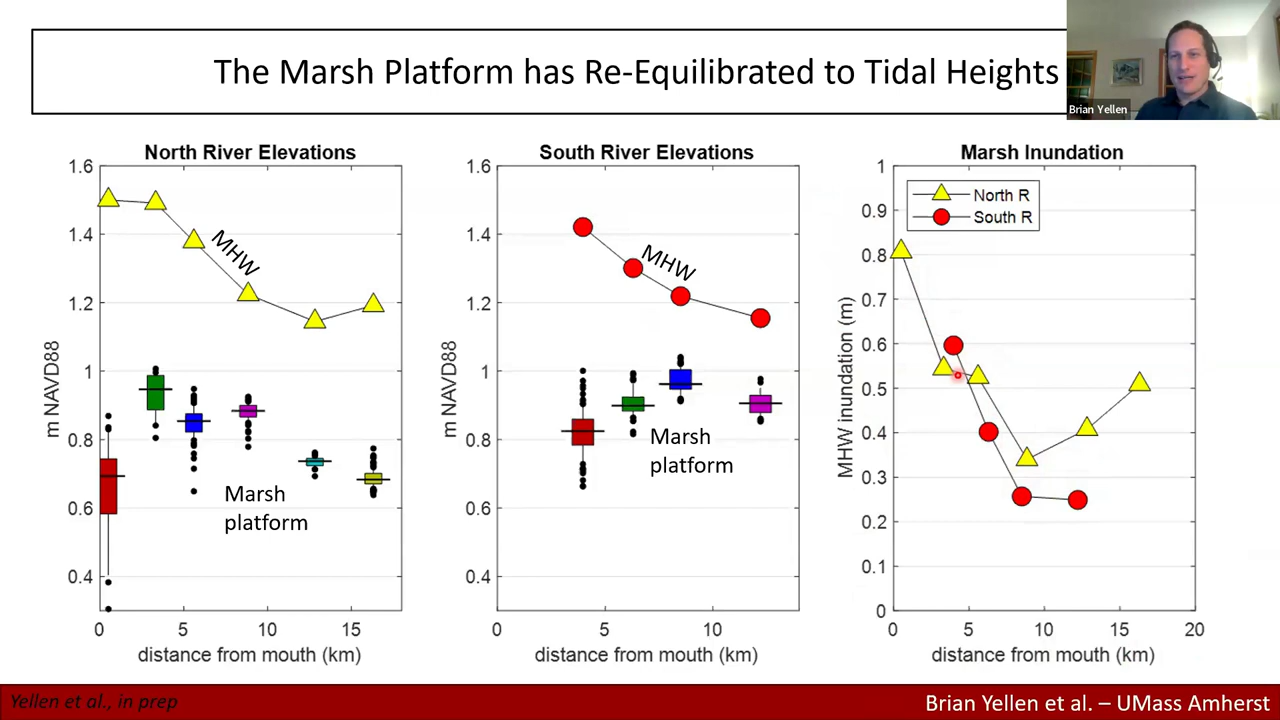 The Marsh Platform has Re-Equilibrated to Tidal Heights
Brian Yellen
North River Elevations
1.6
1.4
1.2
1
0.8
0.6
0.4
m NAVD88
MHW
Marsh
platform
0
5
10
15
distance from mouth (km)
South River Elevations
1.6
1.4
1.2
1
0.8
0.6
0.4
m NAVD88
MHW
Marsh
platform
0
5
10
distance from mouth (km)
Marsh Inundation
1
0.9
0.8
0.7
0.6
0.5
0.4
0.3
0.2
0.1
0
MHW inundation (m)
North R
South R
0
5
10
15
20
distance from mouth (km)
Yellen et al., in prep
Brian Yellen et al. – UMass Amherst